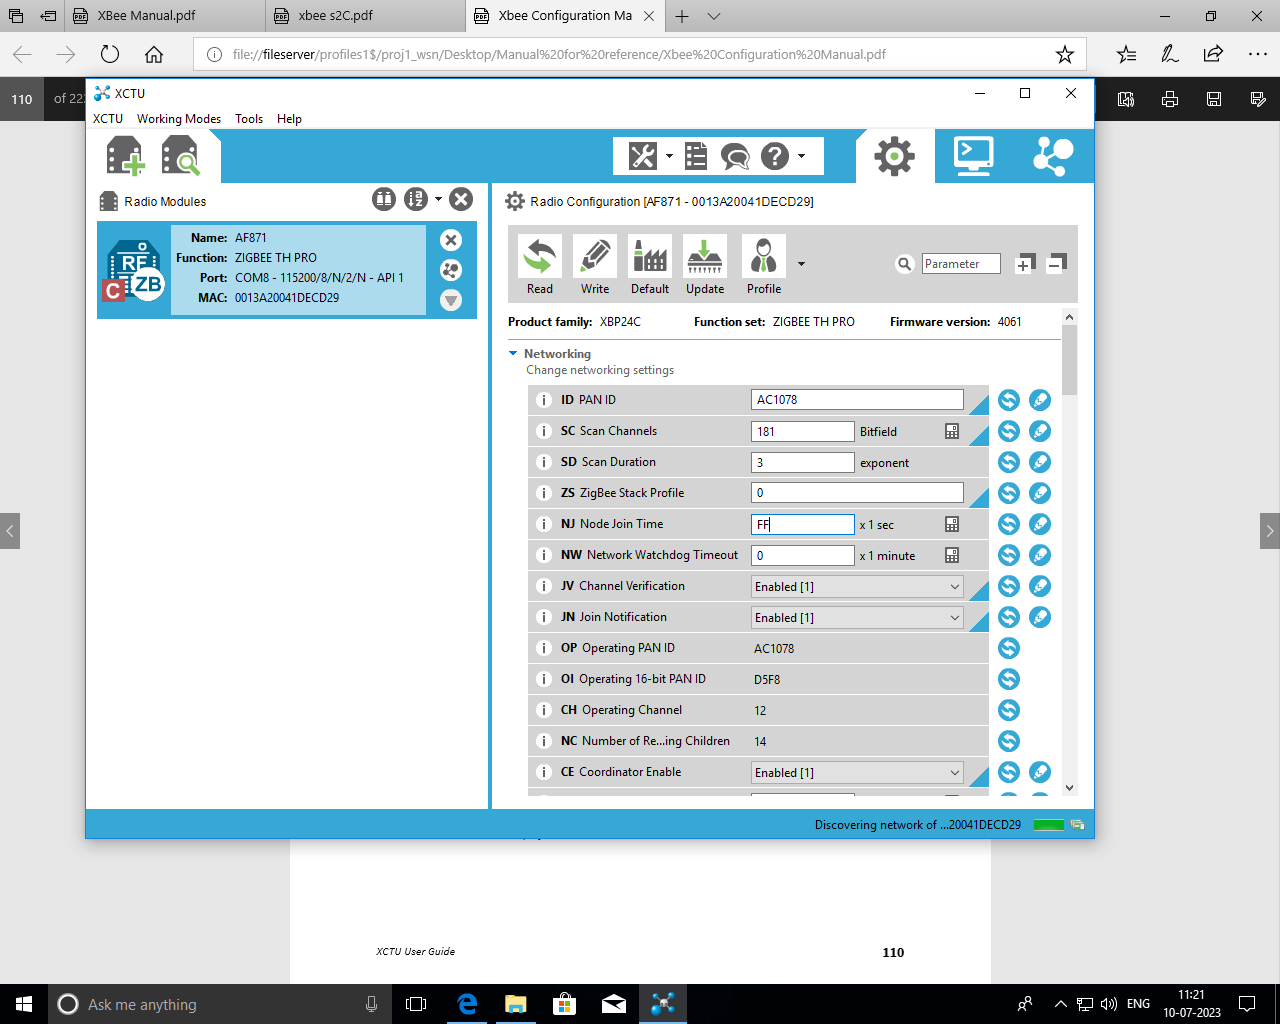 XBee Manual.pdf
xbee s2C.pdf
Xbee Configuration Ma
file://fileserver/profiles1$/proj1_wsn/Desktop/Manual%20for%20reference/Xbee%20Configuration%20Manual.pdf
110
of 22
XCTU
XCTU Working Modes Tools Help
Radio Modules
Name: AF871
Function: ZIGBEE TH PRO
Port: COM8 - 115200/8/N/2/N - API 1
MAC: 0013A20041DECD29
RF
ZB
C
Radio Configuration [AF871 - 0013A20041DECD29]
Read
Write
Default
Update
Profile
Parameter
Product family: XBP24C Function set: ZIGBEE TH PRO Firmware version: 4061
Networking
Change networking settings
ID PAN ID AC1078
SC Scan Channels 181 Bitfield
SD Scan Duration 3 exponent
ZS ZigBee Stack Profile 0
NJ Node Join Time FF x 1 sec
NW Network Watchdog Timeout 0 x 1 minute
JV Channel Verification Enabled [1]
JN Join Notification Enabled [1]
OP Operating PAN ID AC1078
OI Operating 16-bit PAN ID D5F8
CH Operating Channel 12
NC Number of Re...ing Children 14
CE Coordinator Enable Enabled [1]
Discovering network of ...20041DECD29
XCTU User Guide 110
Ask me anything
ENG
11:21
10-07-2023